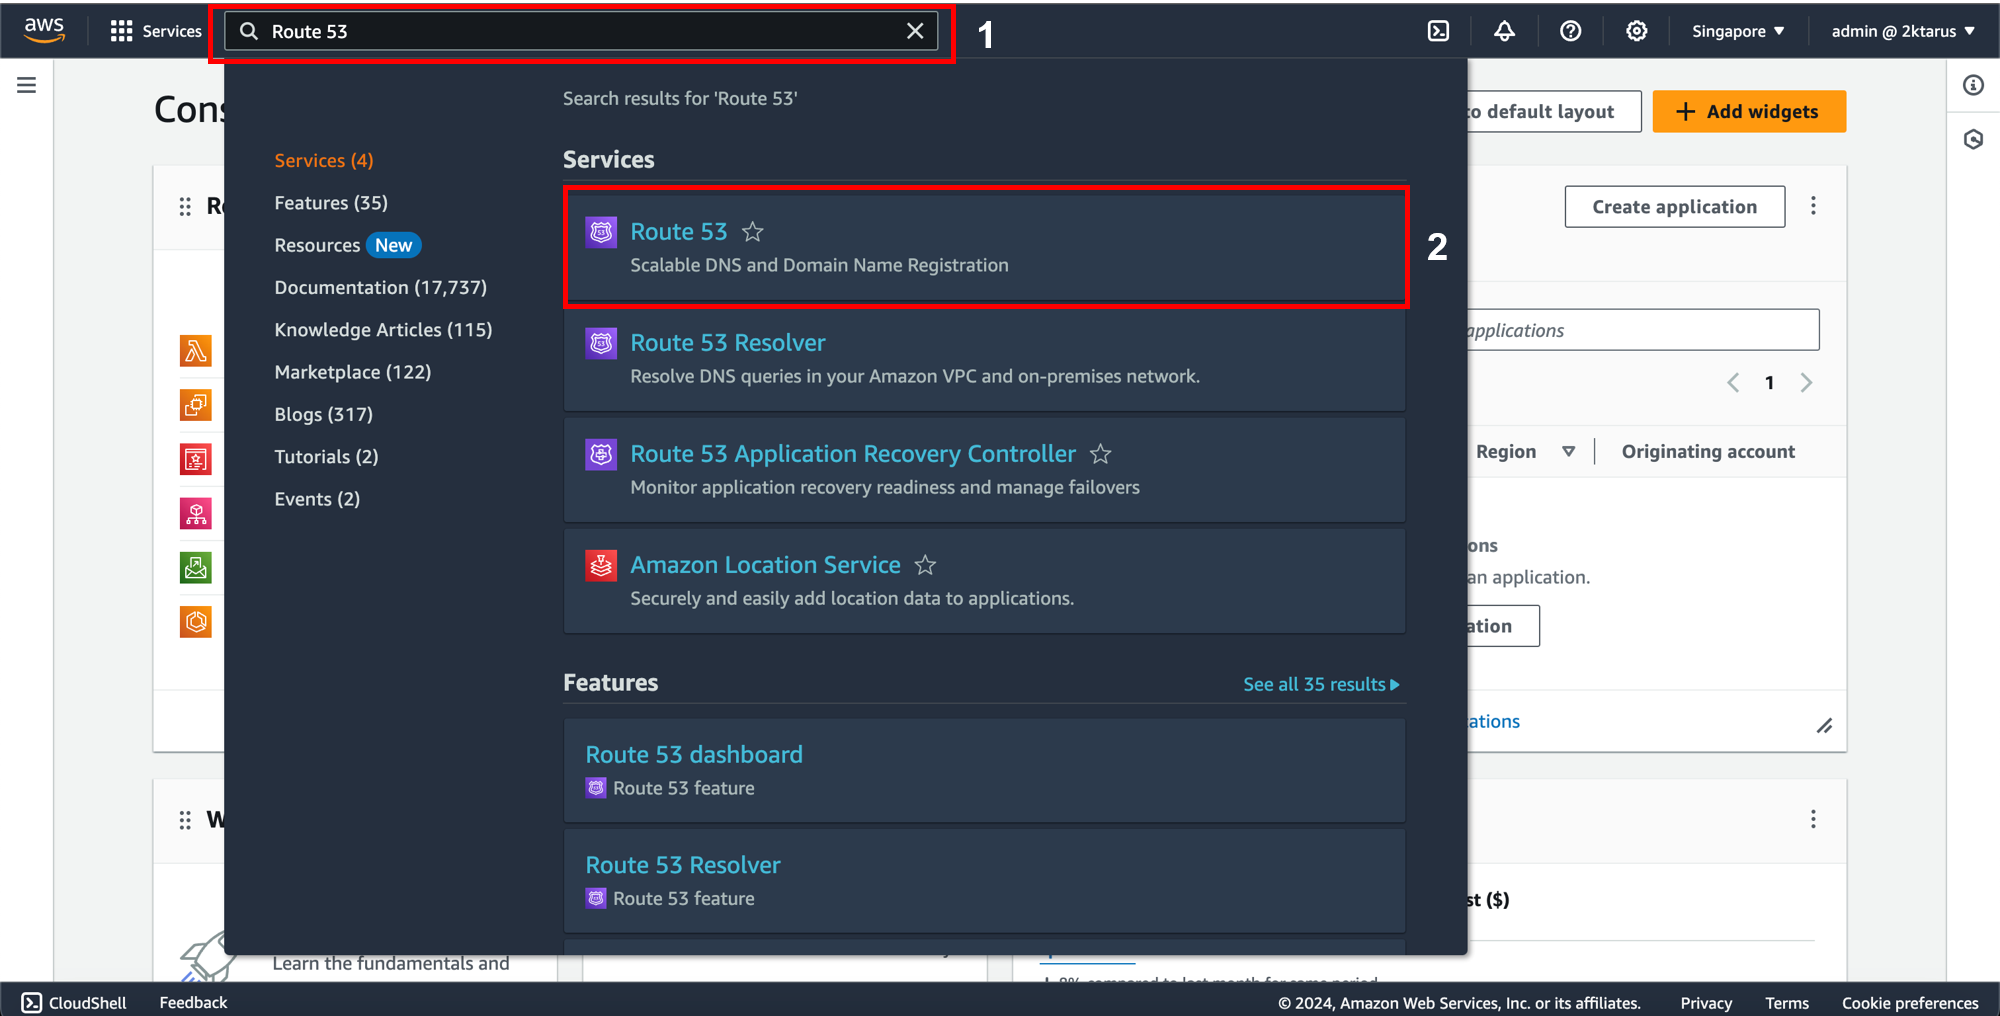 aws
Services
Route 53
1
Singapore
admin @ 2ktarus
Search results for 'Route 53'
to default layout
Add widgets
Services (4)
Features (35)
Resources New
Documentation (17,737)
Knowledge Articles (115)
Marketplace (122)
Blogs (317)
Tutorials (2)
Events (2)
Services
Route 53
Scalable DNS and Domain Name Registration
2
Route 53 Resolver
Resolve DNS queries in your Amazon VPC and on-premises network.
Route 53 Application Recovery Controller
Monitor application recovery readiness and manage failovers
Amazon Location Service
Securely and easily add location data to applications.
Features
See all 35 results
Route 53 dashboard
Route 53 feature
Route 53 Resolver
Route 53 feature
Create application
applications
1
Region
Originating account
an application.
st ($)
Learn the fundamentals and
CloudShell
Feedback
© 2024, Amazon Web Services, Inc. or its affiliates.
Privacy
Terms
Cookie preferences